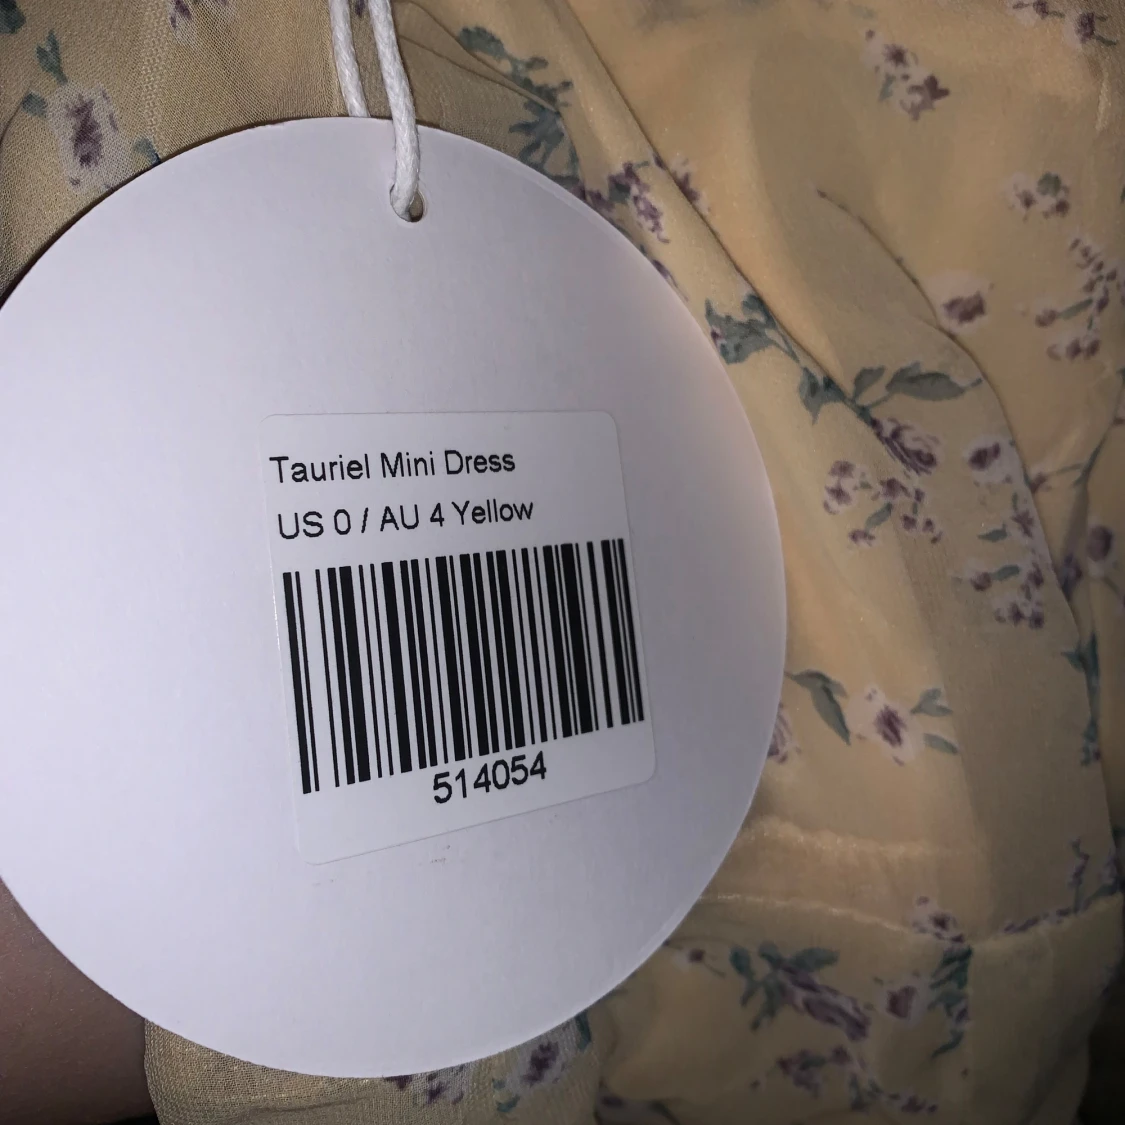 Tauriel Mini Dress
US 0 / AU 4 Yellow
514054